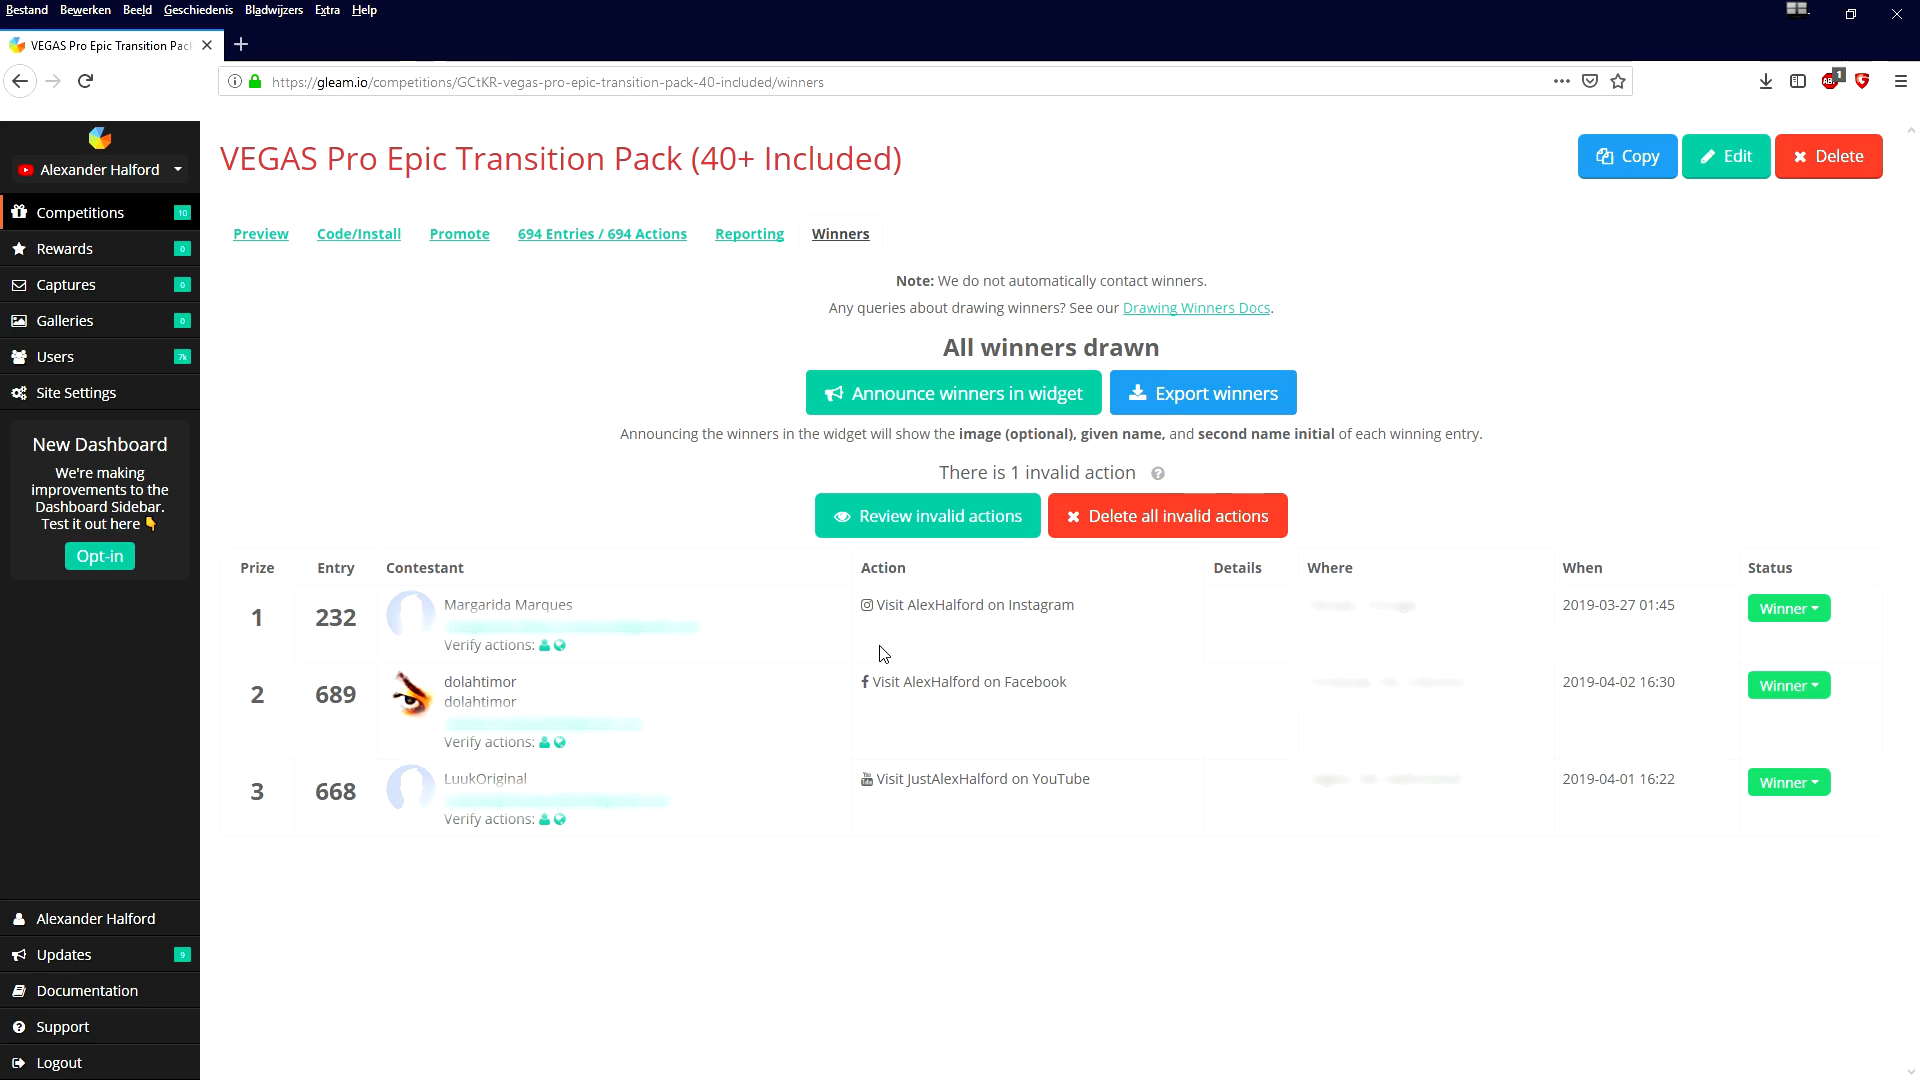 Bestand Bewerken Beeld Geschiedenis Bladwijzers Extra Help
VEGAS Pro Epic Transition Pac
https://gleam.io/competitions/GCtKR-vegas-pro-epic-transition-pack-40-included/winners
1
Alexander Halford
Competitions 10
Rewards 0
Captures 0
Galleries 0
Users 7k
Site Settings
New Dashboard
We're making
improvements to the
Dashboard Sidebar.
Test it out here
Opt-in
Alexander Halford
Updates 9
Documentation
Support
Logout
VEGAS Pro Epic Transition Pack (40+ Included)
Copy Edit Delete
Preview Code/Install Promote 694 Entries / 694 Actions Reporting Winners
Note: We do not automatically contact winners.
Any queries about drawing winners? See our Drawing Winners Docs.
All winners drawn
Announce winners in widget Export winners
Announcing the winners in the widget will show the image (optional), given name, and second name initial of each winning entry.
There is 1 invalid action ?
Review invalid actions Delete all invalid actions
Prize Entry Contestant Action Details Where When Status
1 232 Margarida Marques Visit AlexHalford on Instagram 2019-03-27 01:45 Winner
Verify actions:
2 689 dolahtimor Visit AlexHalford on Facebook 2019-04-02 16:30 Winner
dolahtimor
Verify actions:
3 668 LuukOriginal Visit JustAlexHalford on YouTube 2019-04-01 16:22 Winner
Verify actions: